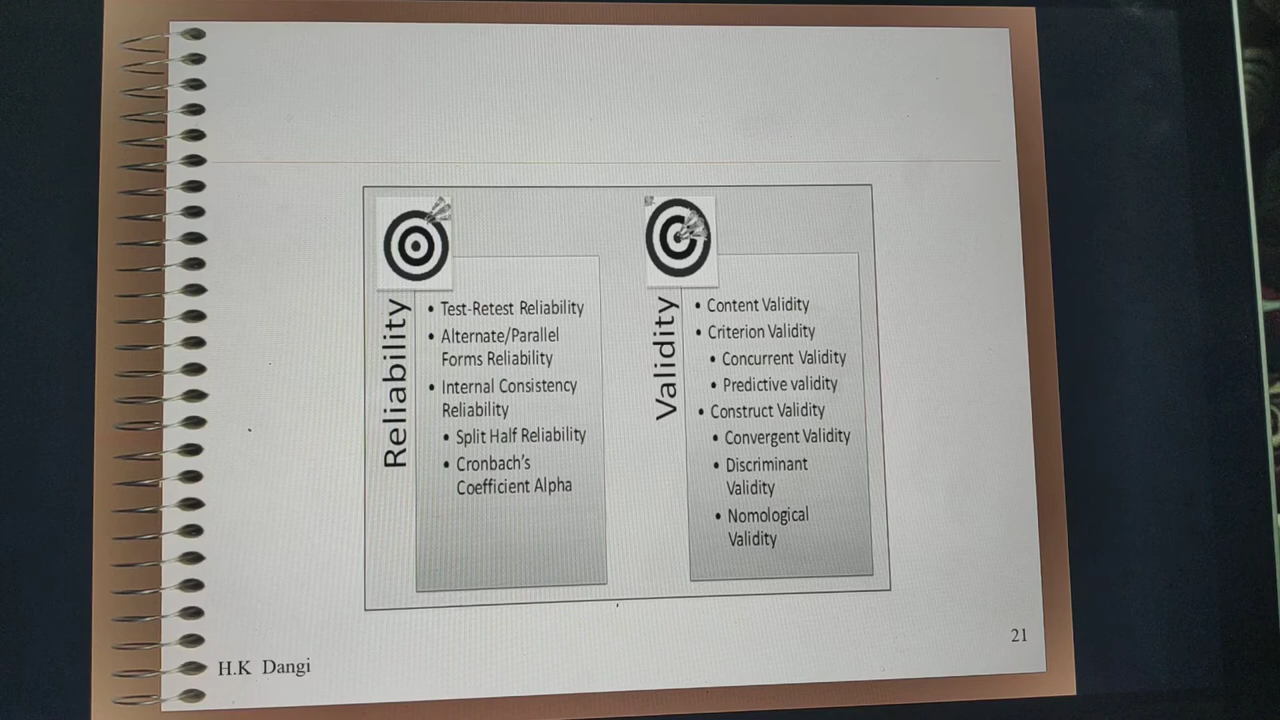 Reliability
• Test-Retest Reliability
• Alternate/Parallel
Forms Reliability
• Internal Consistency
Reliability
• Split Half Reliability
• Cronbach's
Coefficient Alpha
Validity
• Content Validity
• Criterion Validity
• Concurrent Validity
• Predictive validity
• Construct Validity
• Convergent Validity
• Discriminant
Validity
• Nomological
Validity
H.K Dangi
21